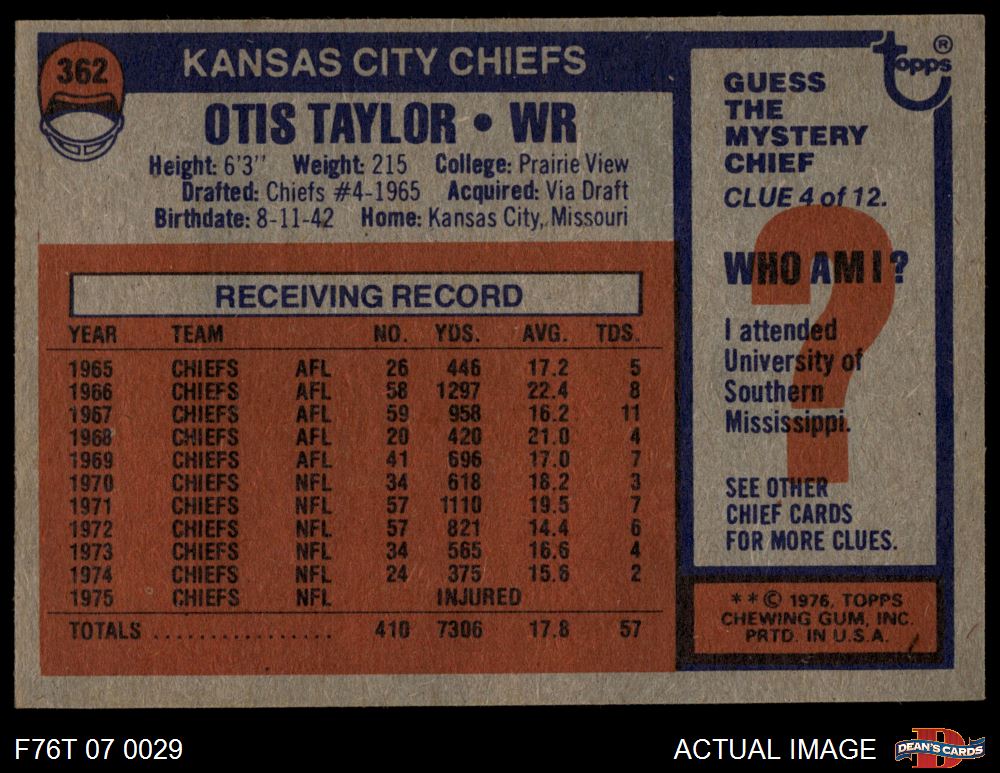 362
KANSAS CITY CHIEFS
OTIS TAYLOR • WR
Height: 6'3" Weight: 215 College: Prairie View
Drafted: Chiefs #4-1965 Acquired: Via Draft
Birthdate: 8-11-42 Home: Kansas City, Missouri
RECEIVING RECORD
YEAR TEAM NO. YDS. AVG. TDS.
1965 CHIEFS AFL 26 446 17.2 5
1966 CHIEFS AFL 58 1297 22.4 8
1967 CHIEFS AFL 59 958 16.2 11
1968 CHIEFS AFL 20 420 21.0 4
1969 CHIEFS AFL 41 696 17.0 7
1970 CHIEFS NFL 34 618 18.2 3
1971 CHIEFS NFL 57 1110 19.5 7
1972 CHIEFS NFL 57 821 14.4 6
1973 CHIEFS NFL 34 565 16.6 4
1974 CHIEFS NFL 24 375 15.6 2
1975 CHIEFS NFL INJURED
TOTALS ................ 410 7306 17.8 57
topps ®
GUESS
THE
MYSTERY
CHIEF
CLUE 4 of 12.
WHO AM I?
I attended
University of
Southern
Mississippi.
SEE OTHER
CHIEF CARDS
FOR MORE CLUES.
**© 1976, TOPPS
CHEWING GUM, INC.
PRTD. IN U.S.A.
F76T 07 0029
ACTUAL IMAGE
D
DEAN'S CARDS